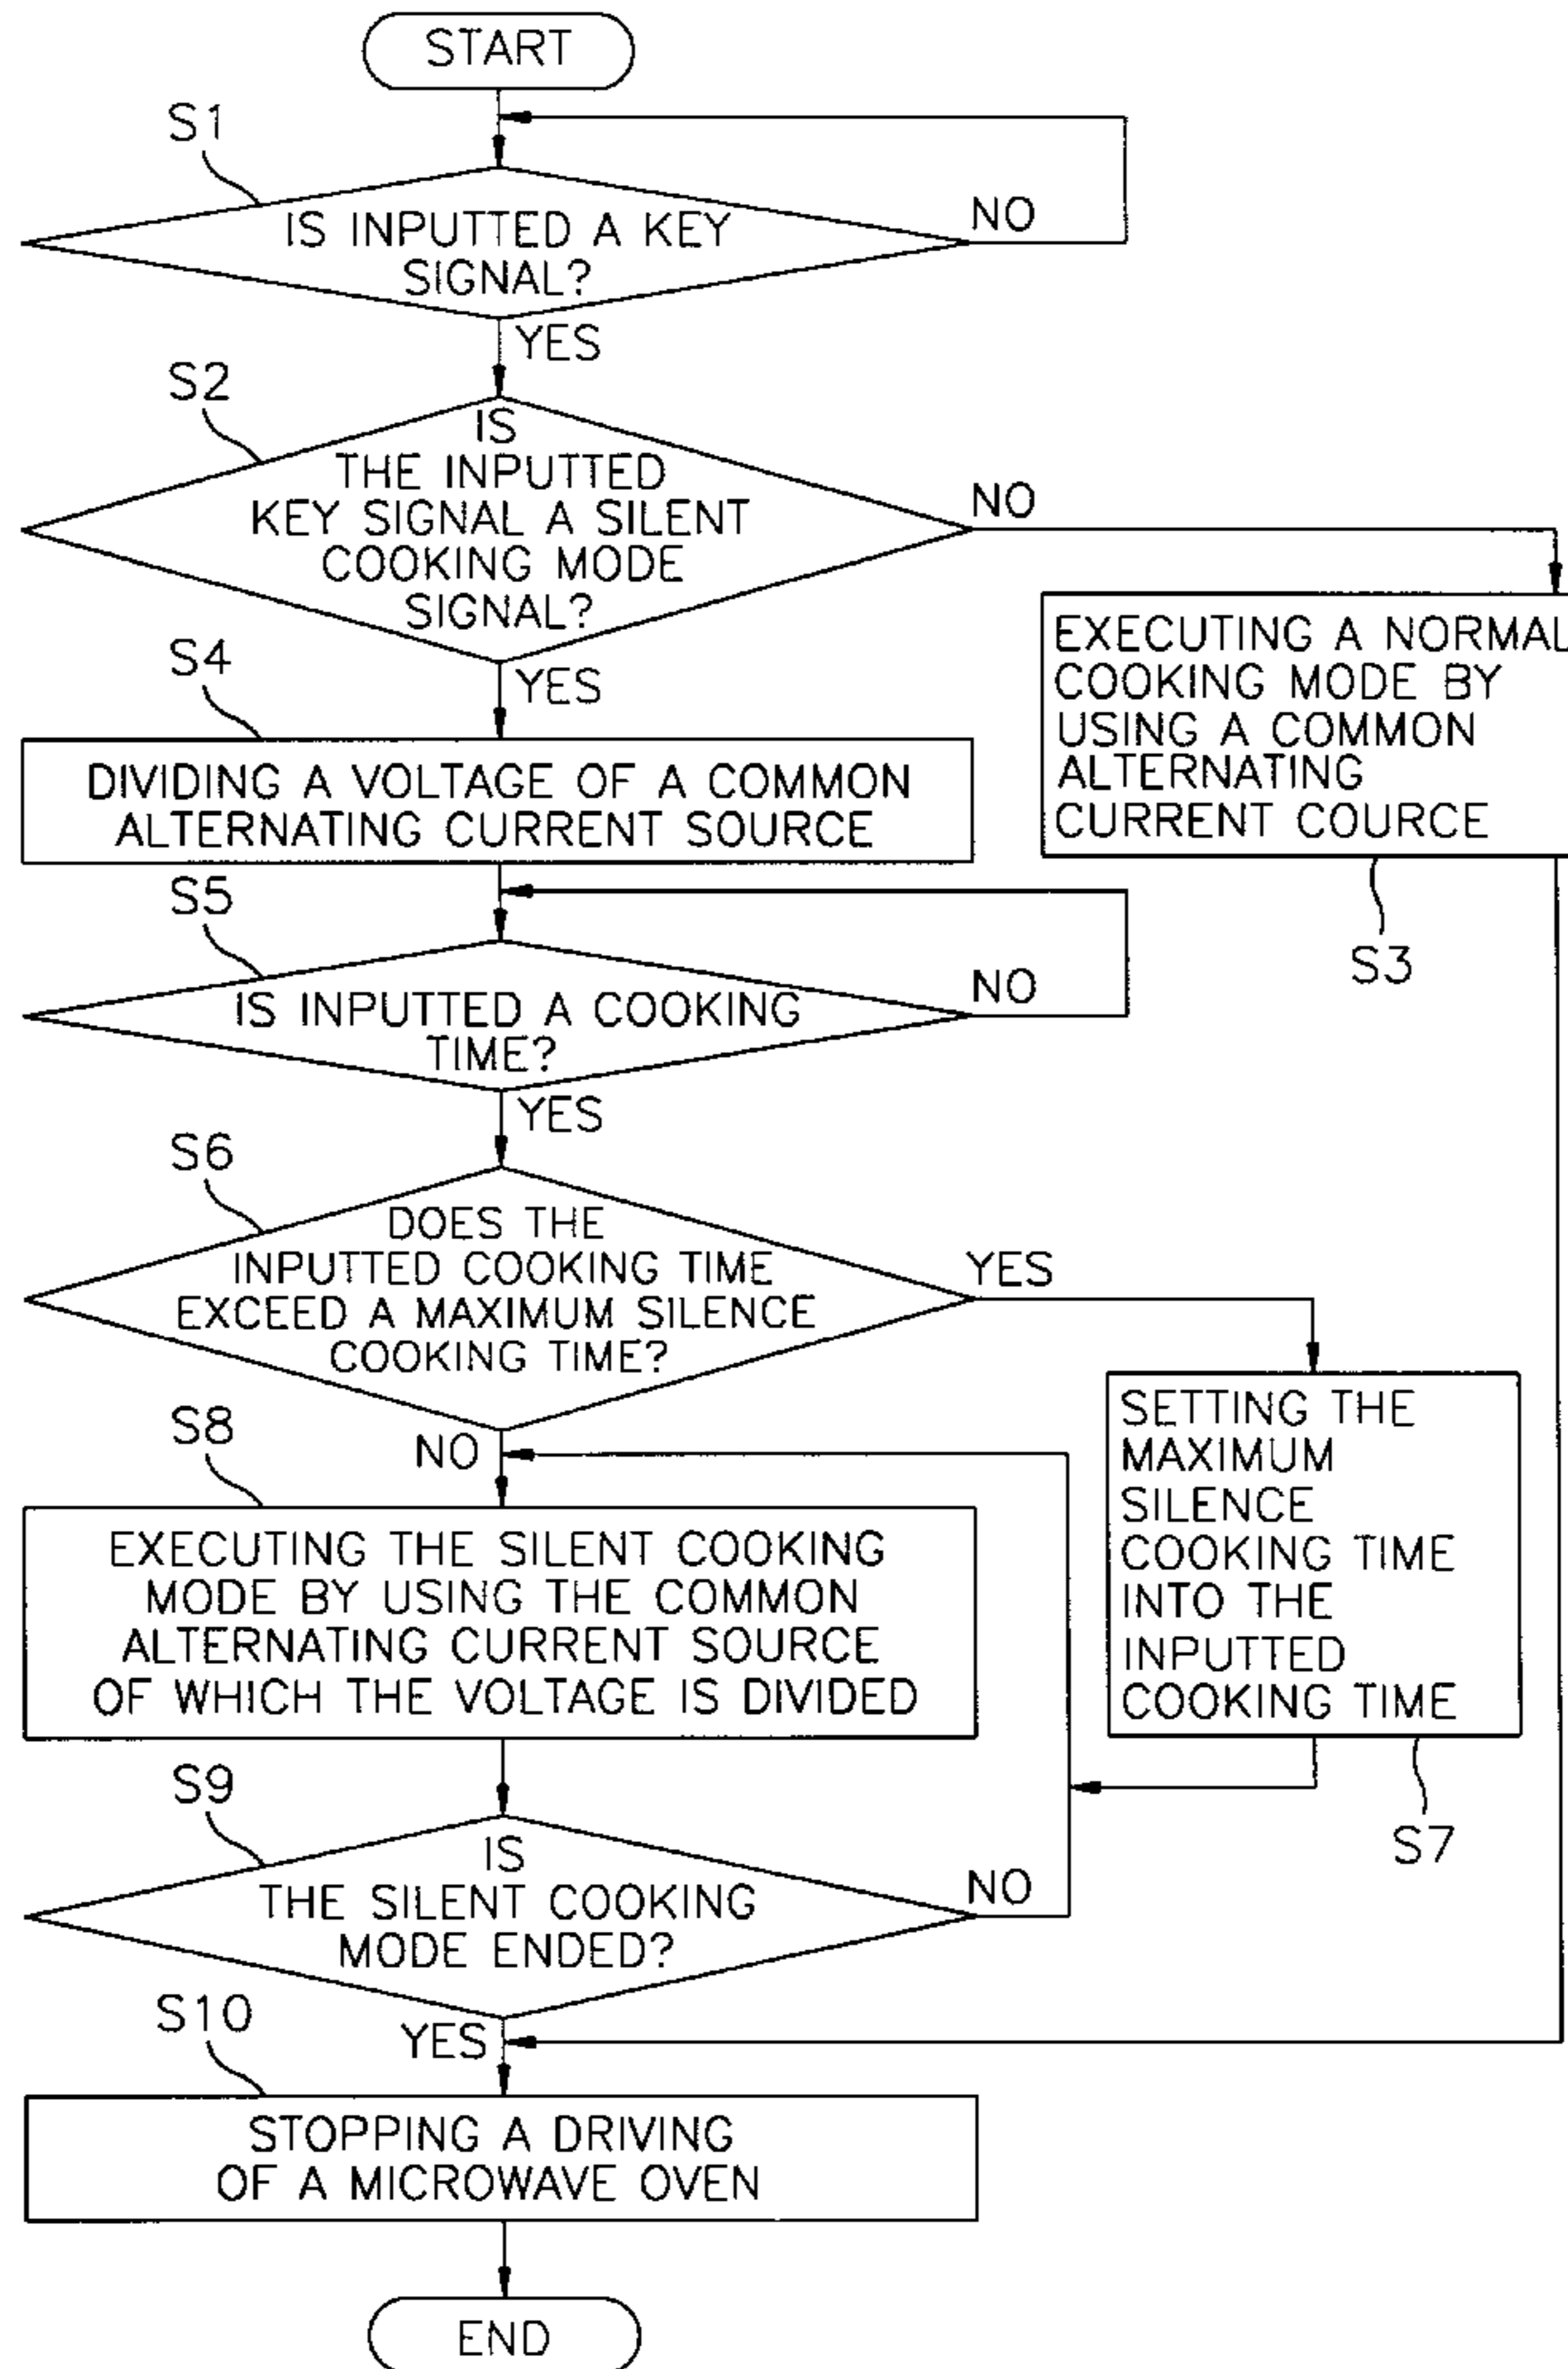 START
S1
IS INPUTTED A KEY
SIGNAL?
NO
YES
S2
IS
THE INPUTTED
KEY SIGNAL A SILENT
COOKING MODE
SIGNAL?
NO
YES
EXECUTING A NORMAL
COOKING MODE BY
USING A COMMON
ALTERNATING
CURRENT COURCE
S3
S4
DIVIDING A VOLTAGE OF A COMMON
ALTERNATING CURRENT SOURCE
S5
IS INPUTTED A COOKING
TIME?
NO
YES
S6
DOES THE
INPUTTED COOKING TIME
EXCEED A MAXIMUM SILENCE
COOKING TIME?
YES
NO
SETTING THE
MAXIMUM
SILENCE
COOKING TIME
INTO THE
INPUTTED
COOKING TIME
S7
S8
EXECUTING THE SILENT COOKING
MODE BY USING THE COMMON
ALTERNATING CURRENT SOURCE
OF WHICH THE VOLTAGE IS DIVIDED
S9
IS
THE SILENT COOKING
MODE ENDED?
NO
YES
S10
STOPPING A DRIVING
OF A MICROWAVE OVEN
END